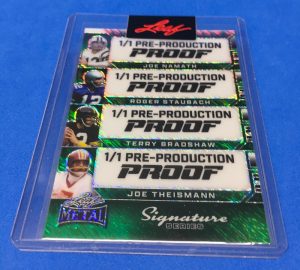 Leaf
1/1 PRE-PRODUCTION
PROOF
JOE NAMATH
1/1 PRE-PRODUCTION
PROOF
ROGER STAUBACH
1/1 PRE-PRODUCTION
PROOF
TERRY BRADSHAW
1/1 PRE-PRODUCTION
PROOF
JOE THEISMANN
Leaf
METAL
Signature
SERIES